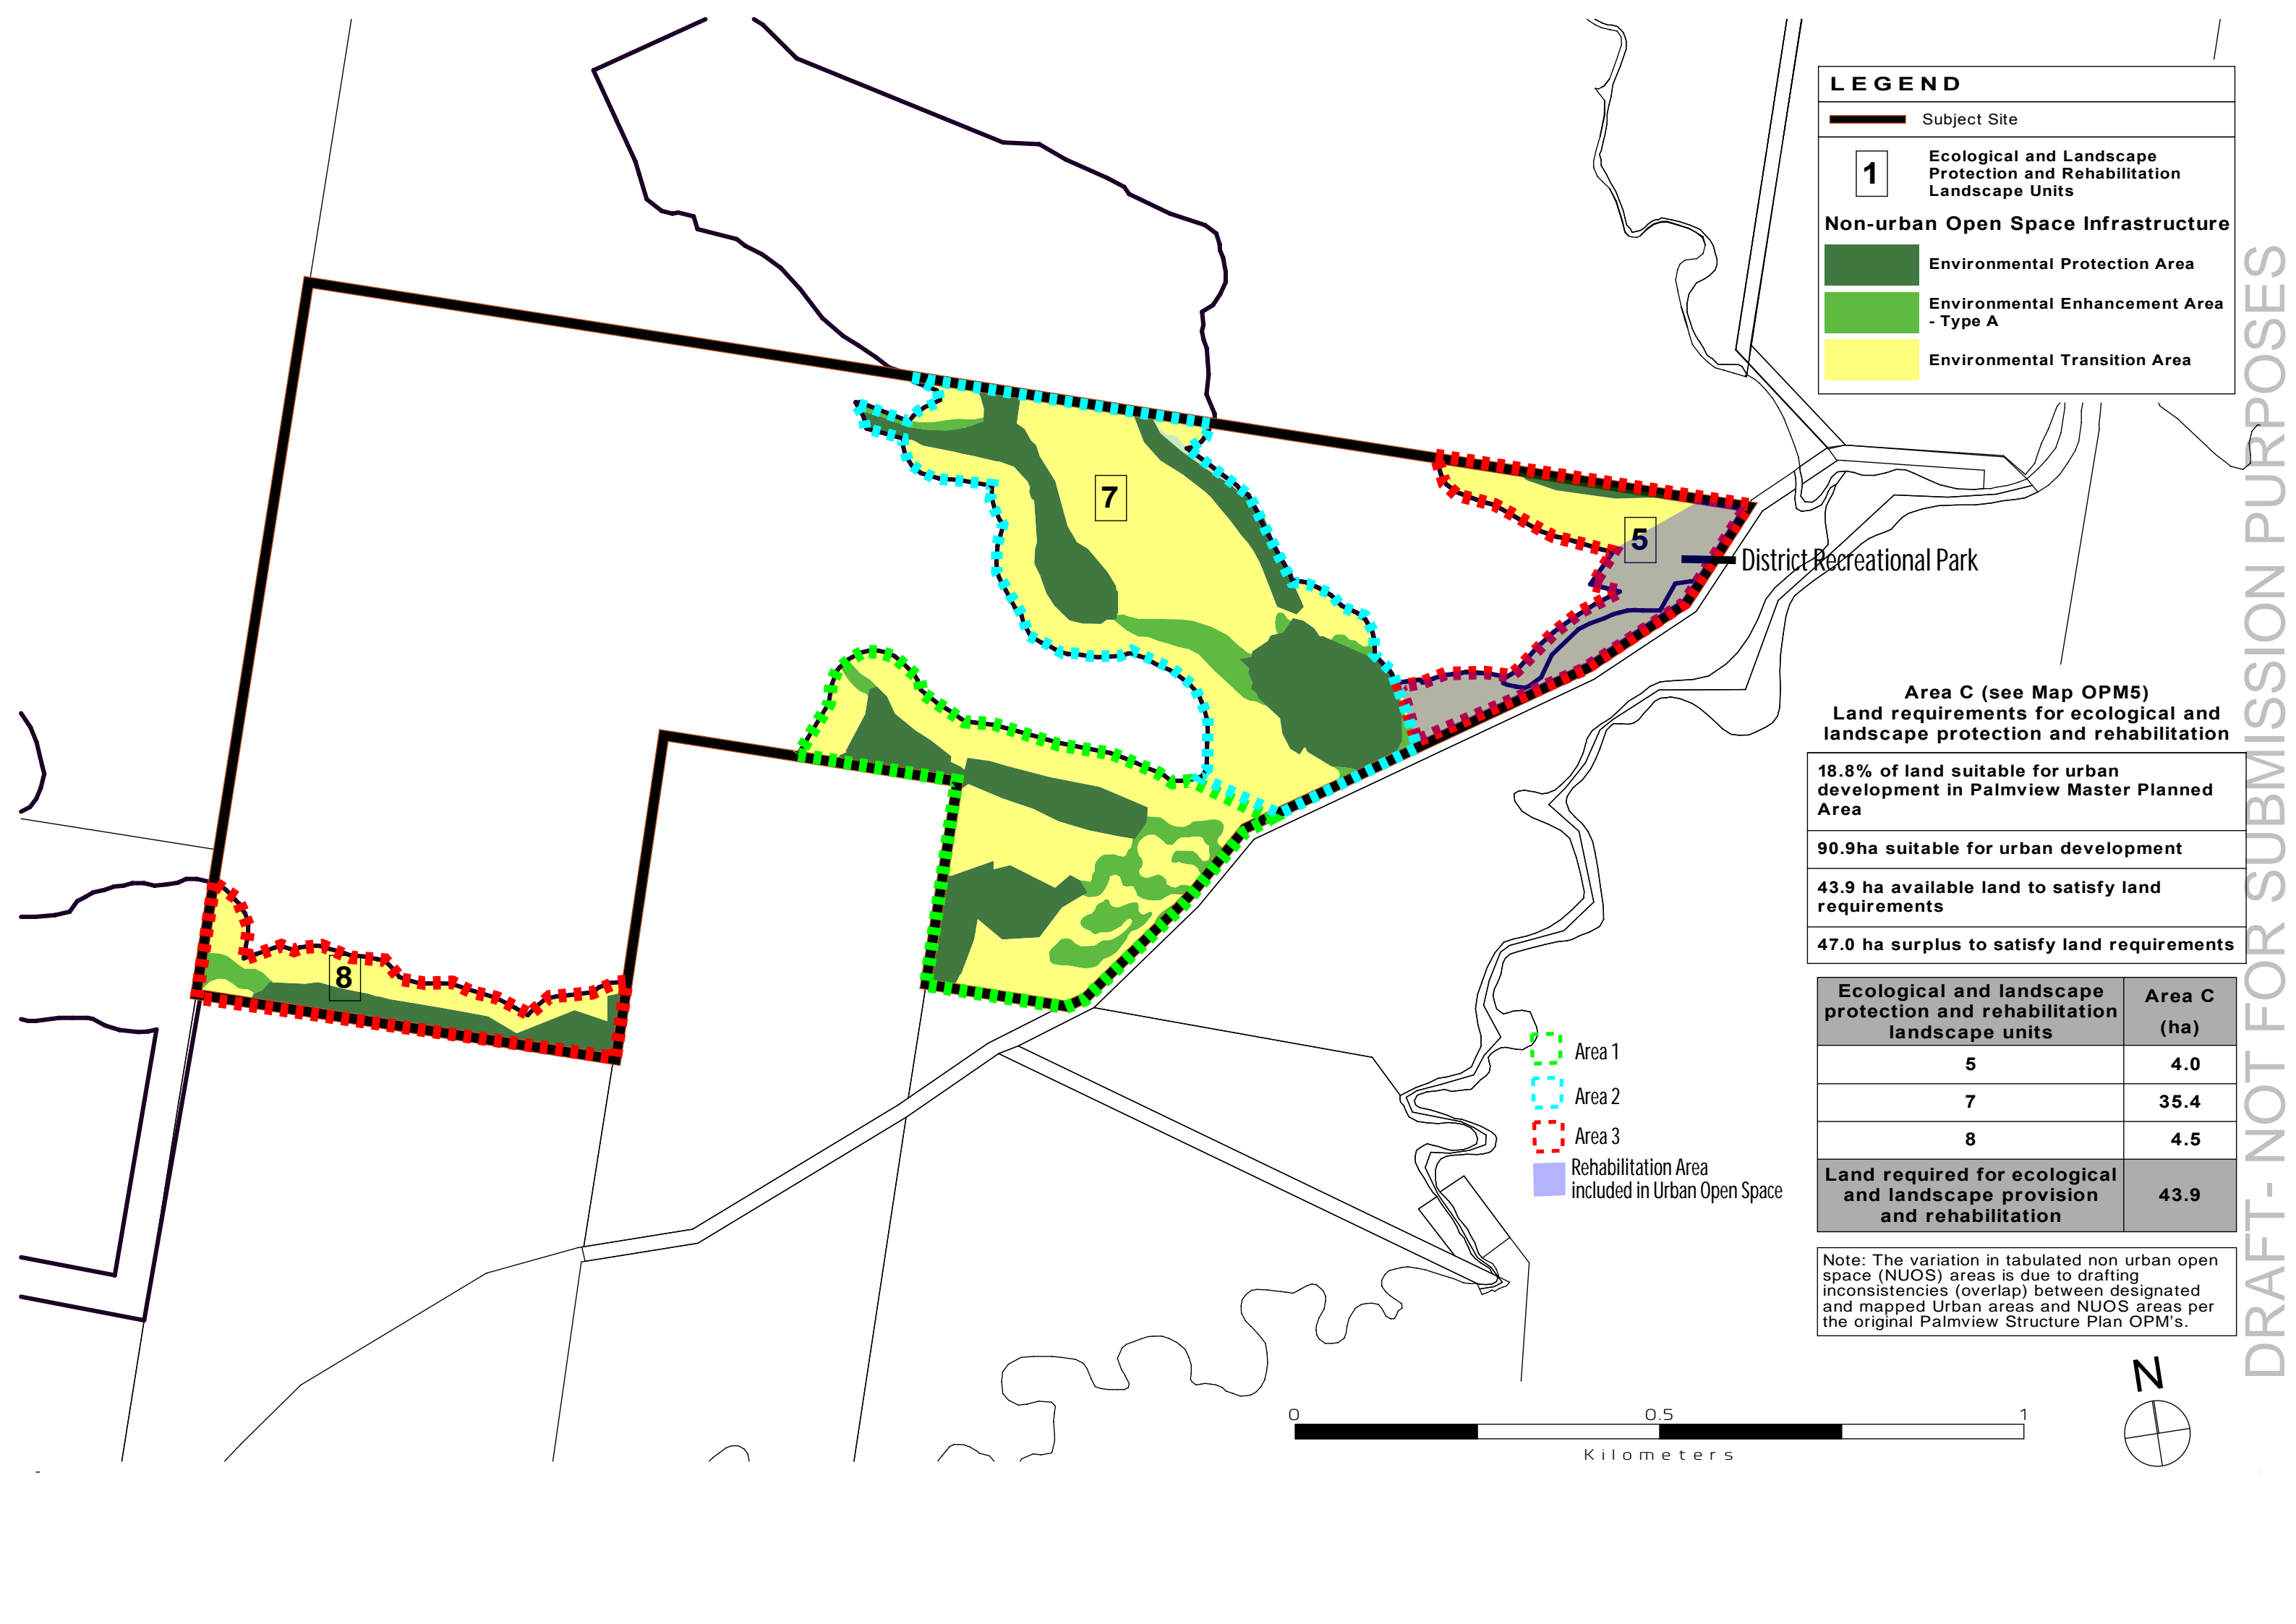 LEGEND
Subject Site
1
Ecological and Landscape
Protection and Rehabilitation
Landscape Units
Non-urban Open Space Infrastructure
Environmental Protection Area
Environmental Enhancement Area
- Type A
Environmental Transition Area
7
5
District Recreational Park
8
Area C (see Map OPM5)
Land requirements for ecological and
landscape protection and rehabilitation
18.8% of land suitable for urban
development in Palmview Master Planned
Area
90.9ha suitable for urban development
43.9 ha available land to satisfy land
requirements
47.0 ha surplus to satisfy land requirements
Ecological and landscape
protection and rehabilitation
landscape units
Area C
(ha)
5 4.0
7 35.4
8 4.5
Land required for ecological
and landscape provision
and rehabilitation
43.9
Area 1
Area 2
Area 3
Rehabilitation Area
included in Urban Open Space
Note: The variation in tabulated non urban open
space (NUOS) areas is due to drafting
inconsistencies (overlap) between designated
and mapped Urban areas and NUOS areas per
the original Palmview Structure Plan OPM's.
N
0 0.5 1
Kilometers
DRAFT- NOT FOR SUBMISSION PURPOSES